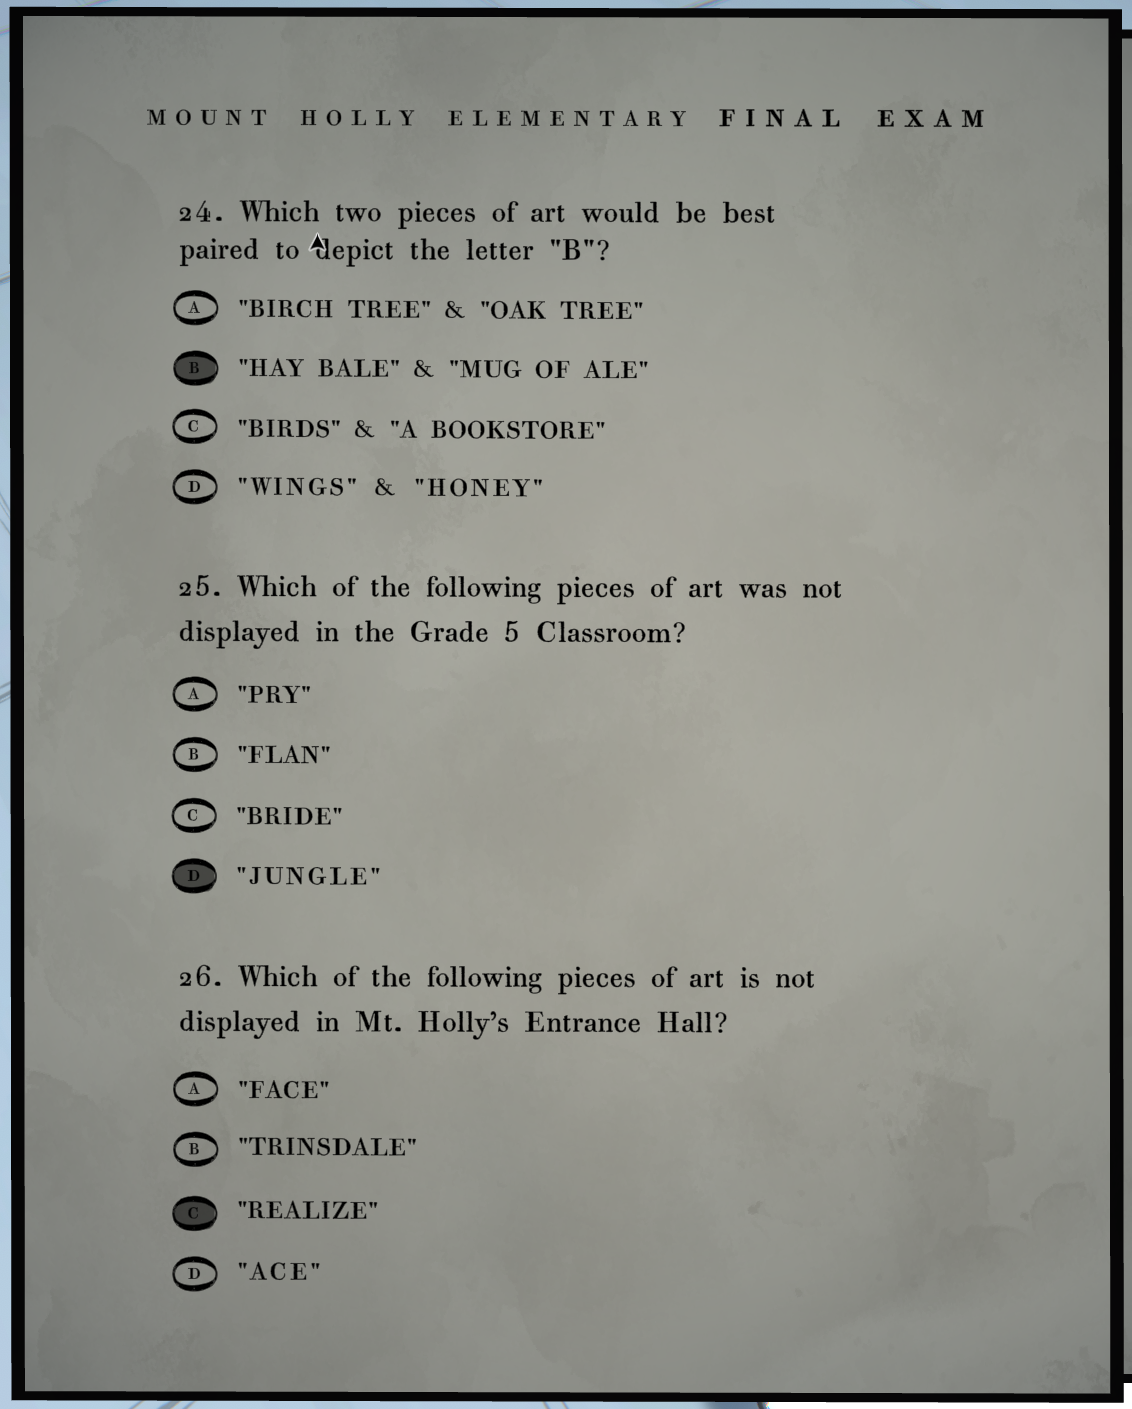 MOUNT HOLLY ELEMENTARY FINAL EXAM
24. Which two pieces of art would be best
paired to depict the letter "B"?
A "BIRCH TREE" & "OAK TREE"
B "HAY BALE" & "MUG OF ALE"
C "BIRDS" & "A BOOKSTORE"
D "WINGS" & "HONEY"
25. Which of the following pieces of art was not
displayed in the Grade 5 Classroom?
A "PRY"
B "FLAN"
C "BRIDE"
D "JUNGLE"
26. Which of the following pieces of art is not
displayed in Mt. Holly's Entrance Hall?
A "FACE"
B "TRINSDALE"
C "REALIZE"
D "ACE"